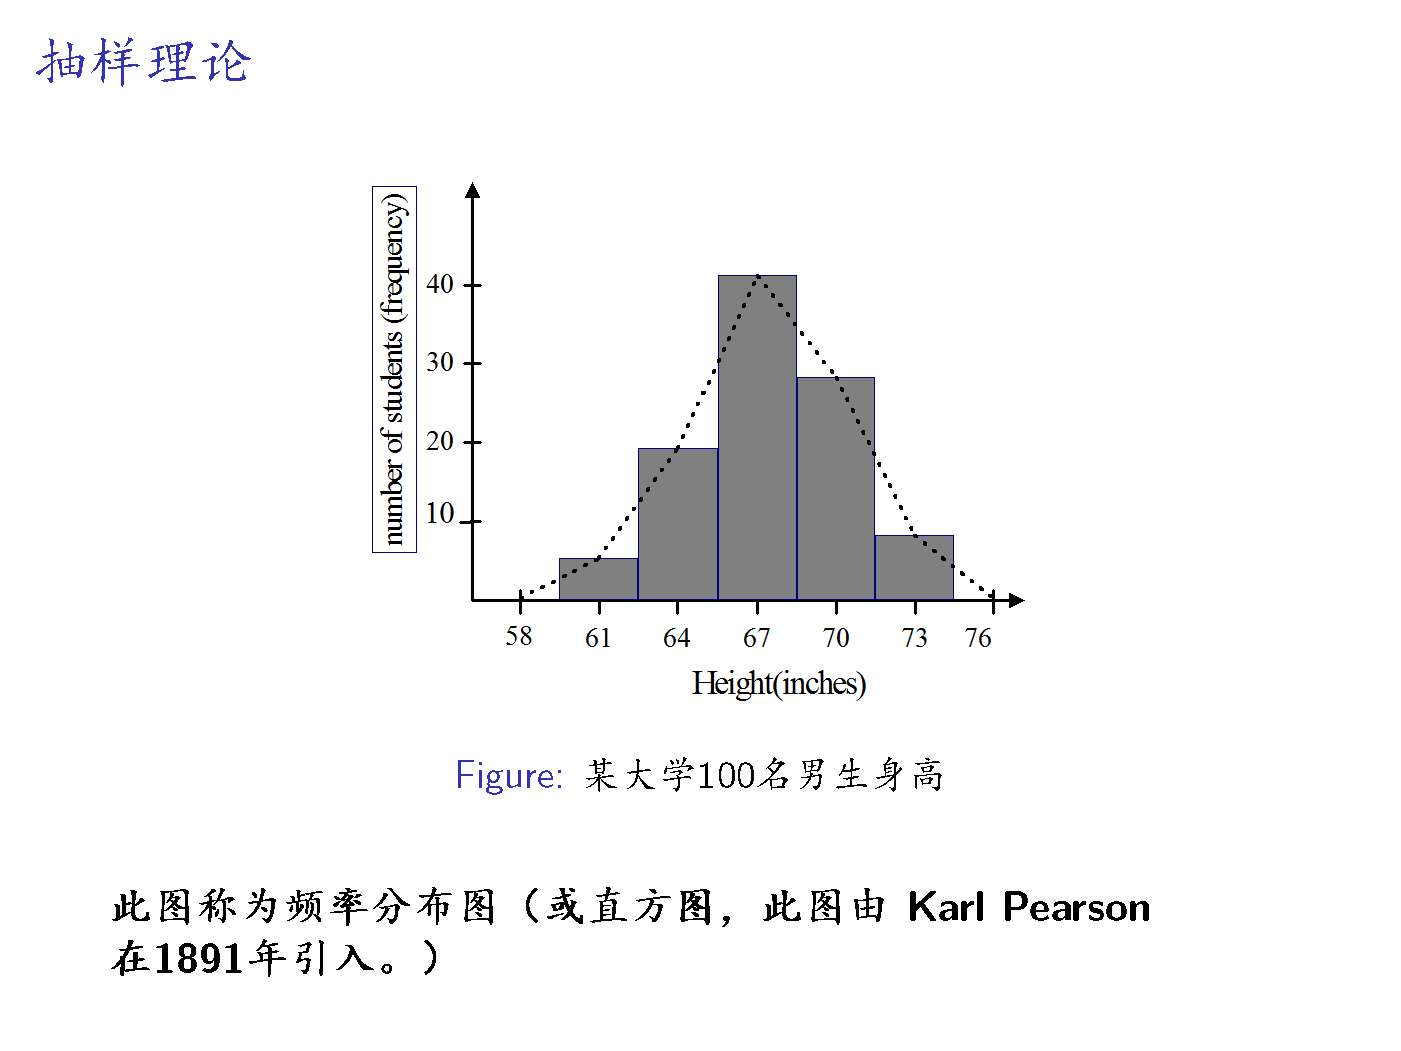 抽样理论
number of students (frequency)
40
30
20
10
58 61 64 67 70 73 76
Height(inches)
Figure: 某大学100名男生身高
此图称为频率分布图（或直方图，此图由 Karl Pearson
在1891年引入。）